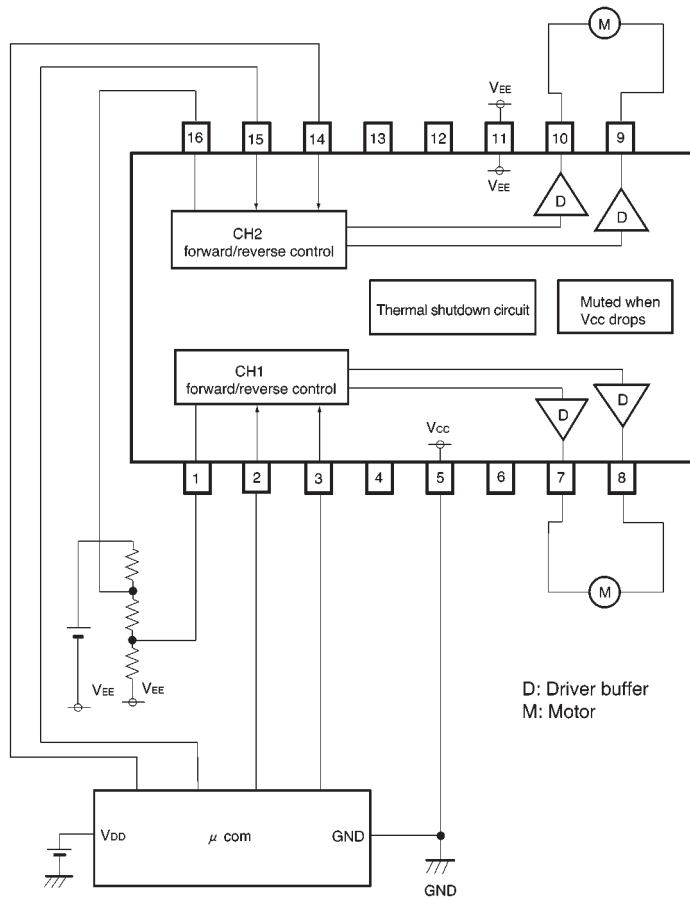 M
VEE
16
15
14
13
12
11
10
9
VEE
D
D
CH2
forward/reverse control
Thermal shutdown circuit
Muted when
Vcc drops
CH1
forward/reverse control
D
D
VCC
1
2
3
4
5
6
7
8
M
VEE
VEE
D: Driver buffer
M: Motor
VDD
μ com
GND
GND